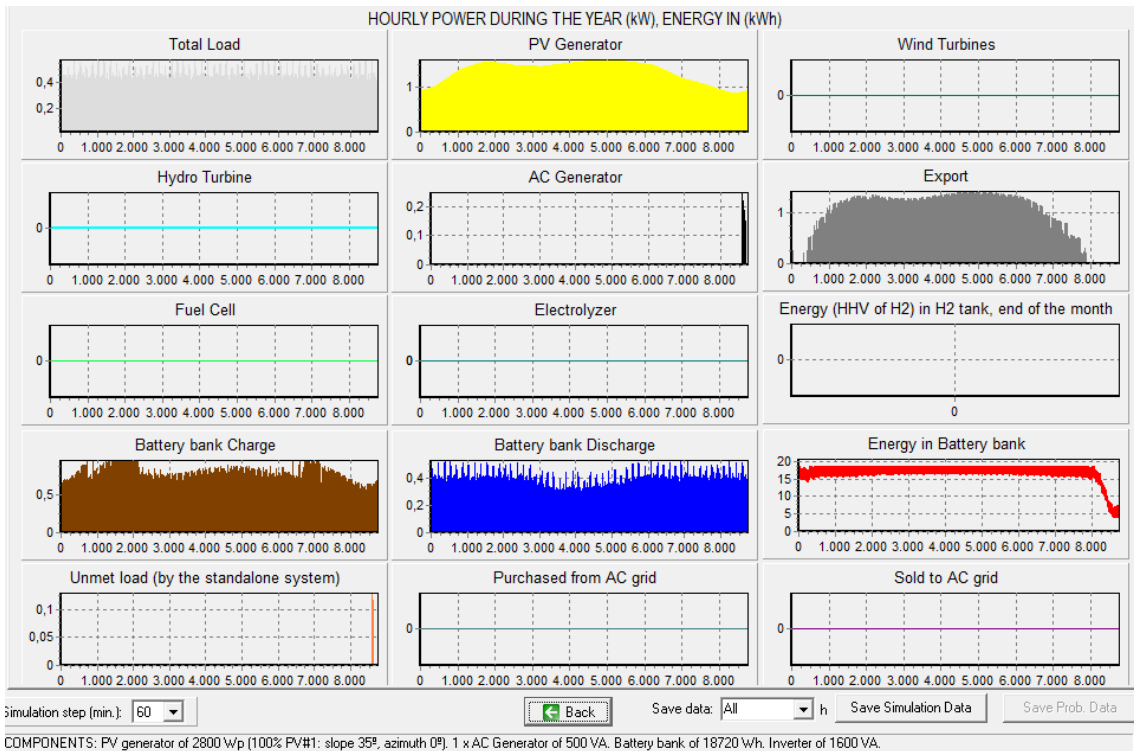 HOURLY POWER DURING THE YEAR (kW), ENERGY IN (kWh)
Total Load
0,4
0,2
0 1.000 2.000 3.000 4.000 5.000 6.000 7.000 8.000
PV Generator
1
0
0 1.000 2.000 3.000 4.000 5.000 6.000 7.000 8.000
Wind Turbines
0
0 1.000 2.000 3.000 4.000 5.000 6.000 7.000 8.000
Hydro Turbine
0
0 1.000 2.000 3.000 4.000 5.000 6.000 7.000 8.000
AC Generator
0,2
0,1
0
0 1.000 2.000 3.000 4.000 5.000 6.000 7.000 8.000
Export
1
0
0 1.000 2.000 3.000 4.000 5.000 6.000 7.000 8.000
Fuel Cell
0
0 1.000 2.000 3.000 4.000 5.000 6.000 7.000 8.000
Electrolyzer
0
0 1.000 2.000 3.000 4.000 5.000 6.000 7.000 8.000
Energy (HHV of H2) in H2 tank, end of the month
0
0
Battery bank Charge
0,5
0
0 1.000 2.000 3.000 4.000 5.000 6.000 7.000 8.000
Battery bank Discharge
0,4
0,2
0
0 1.000 2.000 3.000 4.000 5.000 6.000 7.000 8.000
Energy in Battery bank
20
15
10
5
0
0 1.000 2.000 3.000 4.000 5.000 6.000 7.000 8.000
Unmet load (by the standalone system)
0,1
0,05
0
0 1.000 2.000 3.000 4.000 5.000 6.000 7.000 8.000
Purchased from AC grid
0
0 1.000 2.000 3.000 4.000 5.000 6.000 7.000 8.000
Sold to AC grid
0
0 1.000 2.000 3.000 4.000 5.000 6.000 7.000 8.000
Simulation step (min.): 60 Back Save data: All h Save Simulation Data Save Prob. Data
COMPONENTS: PV generator of 2800 Wp (100% PV#1: slope 35º, azimuth 0º). 1 x AC Generator of 500 VA. Battery bank of 18720 Wh. Inverter of 1600 VA.